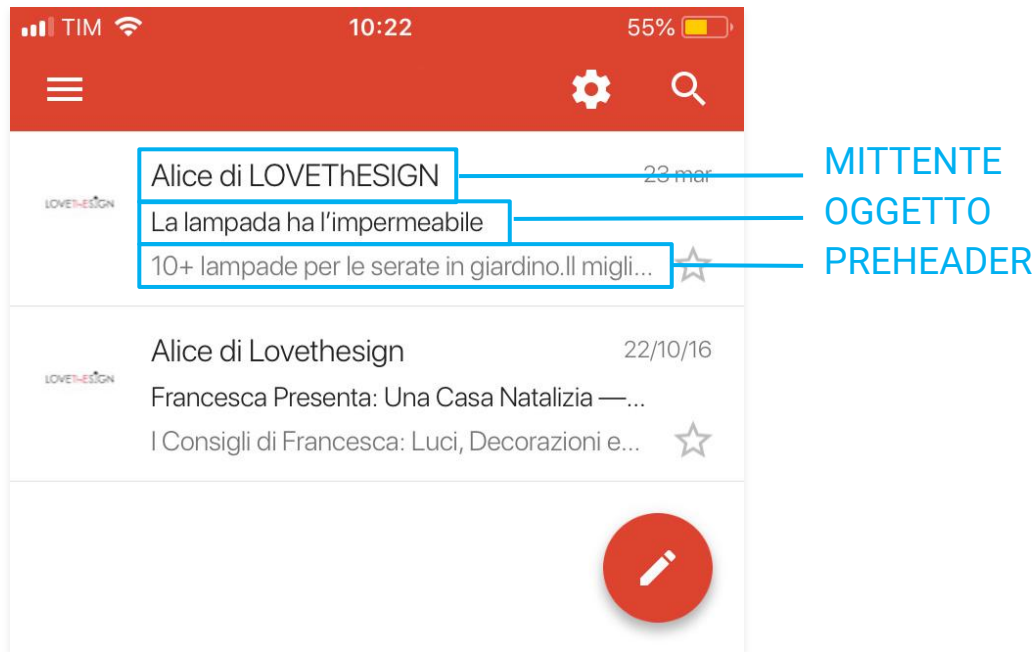 TIM 10:22 55%
Alice di LOVEThESIGN 23 mar MITTENTE
LOVEThESIGN La lampada ha l'impermeabile OGGETTO
10+ lampade per le serate in giardino.Il migli... PREHEADER
Alice di Lovethesign 22/10/16
LOVEThESIGN Francesca Presenta: Una Casa Natalizia —...
I Consigli di Francesca: Luci, Decorazioni e...